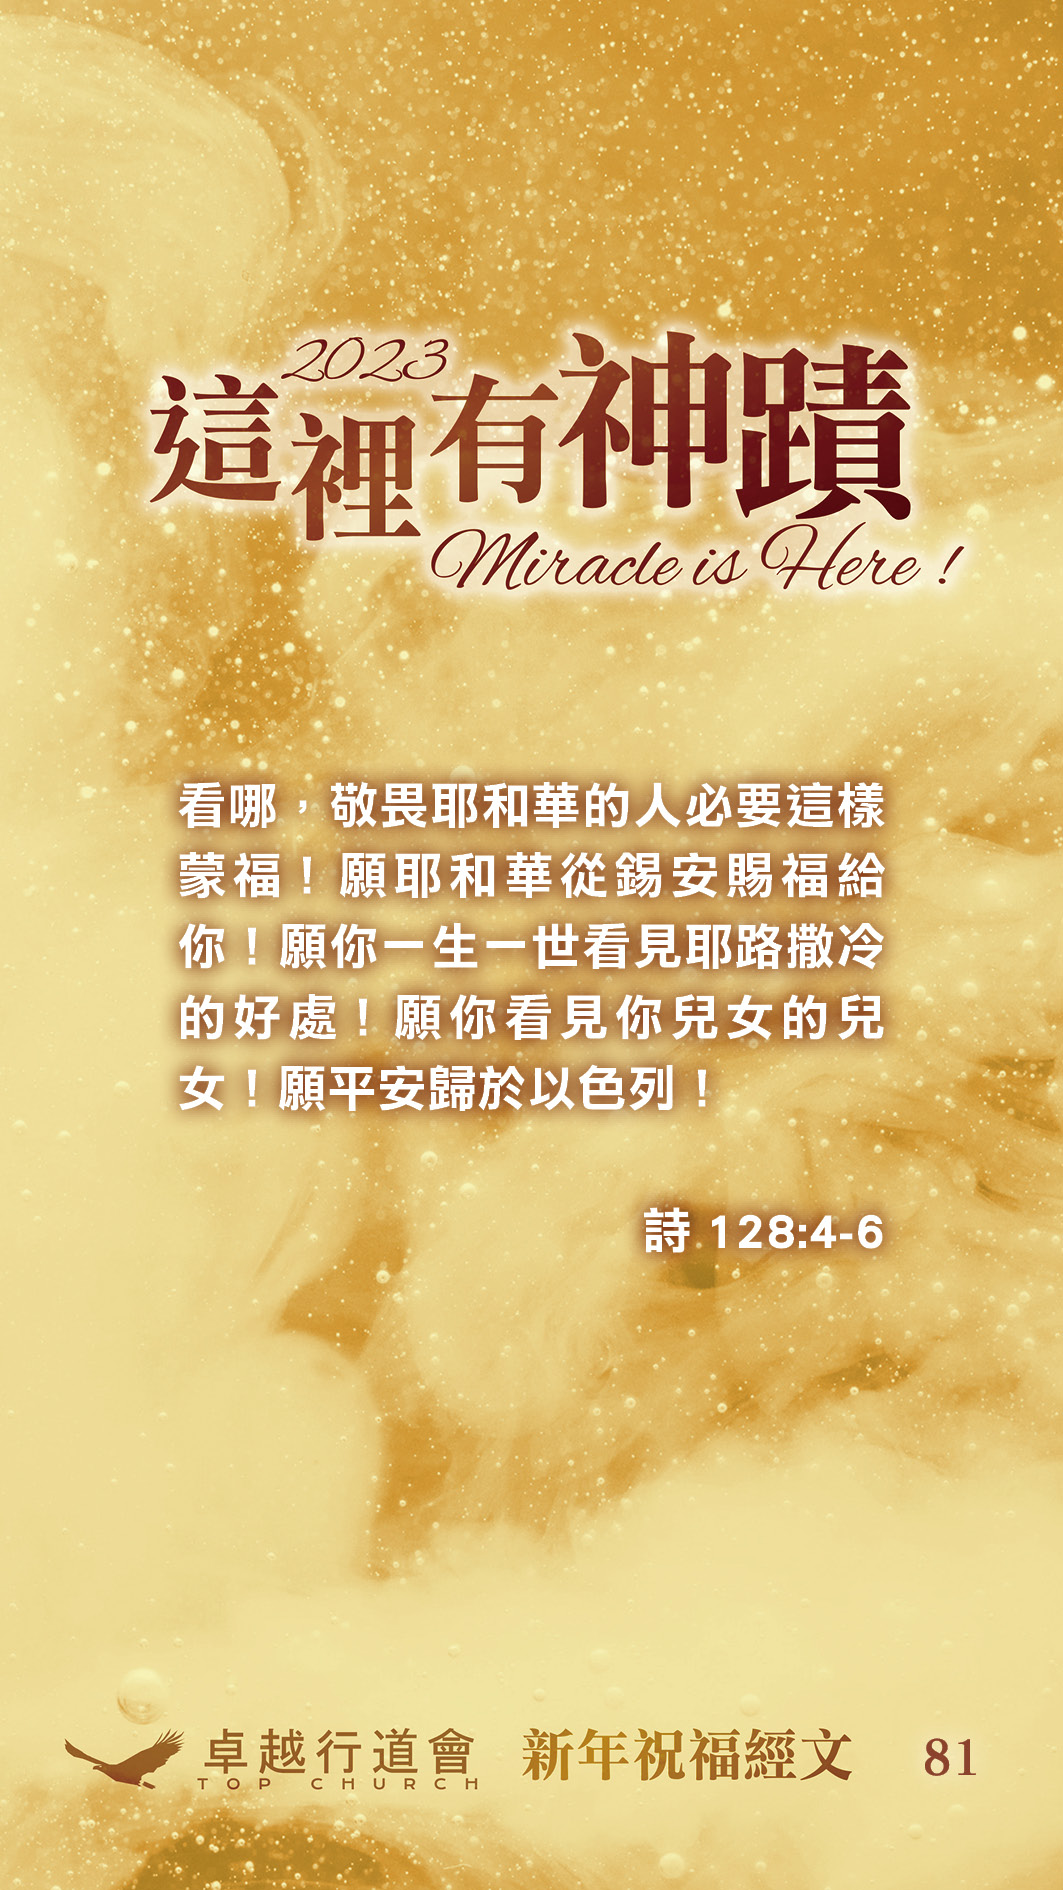 2023
這裡有神蹟
Miracle is Here !
看哪，敬畏耶和華的人必要這樣
蒙福！願耶和華從錫安賜福給
你！願你一生一世看見耶路撒冷
的好處！願你看見你兒女的兒
女！願平安歸於以色列！
詩 128:4-6
卓越行道會 新年祝福經文 81
TOP CHURCH